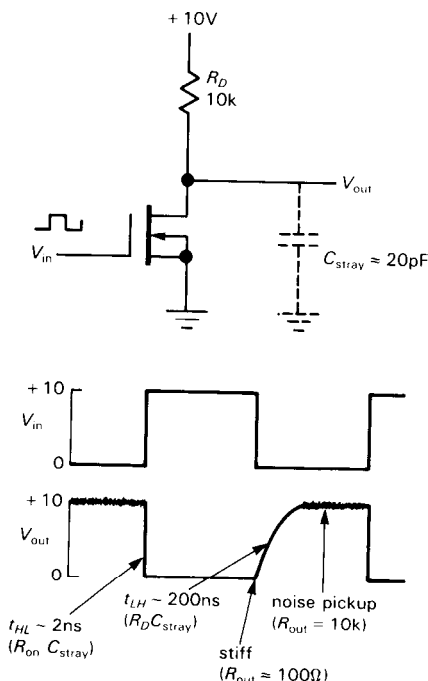 + 10V
R_D
10k
V_out
V_in
C_stray ≈ 20pF
+ 10
V_in
0
+ 10
V_out
0
t_HL ~ 2ns
(R_on C_stray)
t_LH ~ 200ns
(R_D C_stray)
stiff
(R_out ≈ 100Ω)
noise pickup
(R_out = 10k)